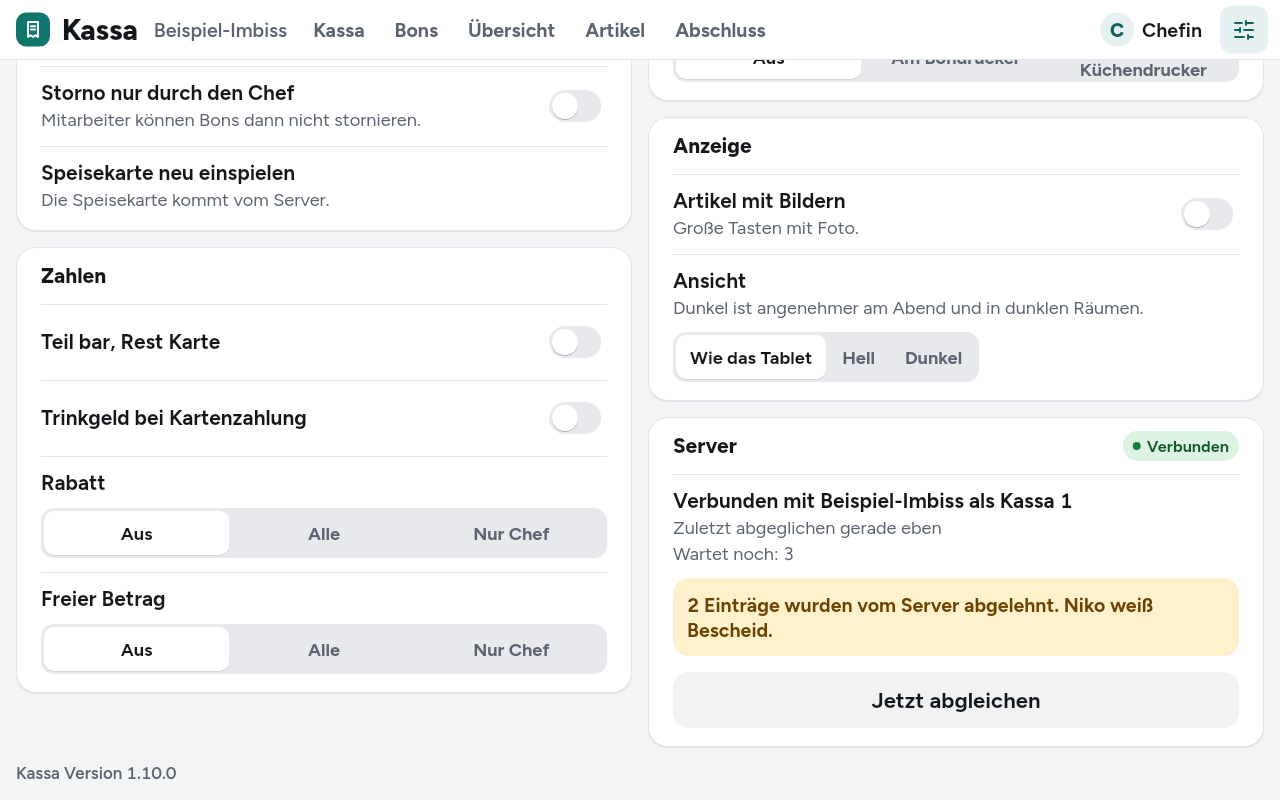 Kassa
Beispiel-Imbiss
Kassa
Bons
Übersicht
Artikel
Abschluss
C
Chefin
Storno nur durch den Chef
Mitarbeiter können Bons dann nicht stornieren.
Speisekarte neu einspielen
Die Speisekarte kommt vom Server.
Zahlen
Teil bar, Rest Karte
Trinkgeld bei Kartenzahlung
Rabatt
Aus
Alle
Nur Chef
Freier Betrag
Aus
Alle
Nur Chef
Aus
Am Bondrucker
Küchendrucker
Anzeige
Artikel mit Bildern
Große Tasten mit Foto.
Ansicht
Dunkel ist angenehmer am Abend und in dunklen Räumen.
Wie das Tablet
Hell
Dunkel
Server
Verbunden
Verbunden mit Beispiel-Imbiss als Kassa 1
Zuletzt abgeglichen gerade eben
Wartet noch: 3
2 Einträge wurden vom Server abgelehnt. Niko weiß
Bescheid.
Jetzt abgleichen
Kassa Version 1.10.0